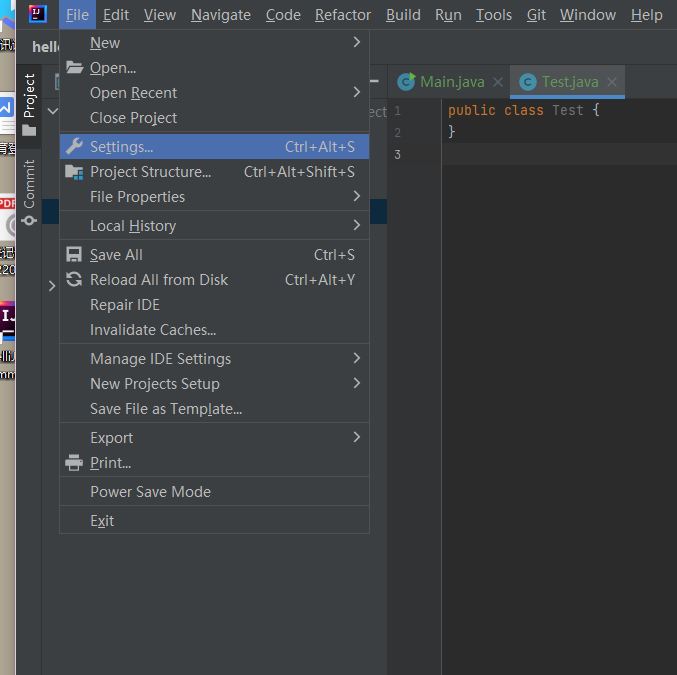 File Edit View Navigate Code Refactor Build Run Tools Git Window Help
New
Open...
Open Recent
Close Project
Settings... Ctrl+Alt+S
Project Structure... Ctrl+Alt+Shift+S
File Properties
Local History
Save All Ctrl+S
Reload All from Disk Ctrl+Alt+Y
Repair IDE
Invalidate Caches...
Manage IDE Settings
New Projects Setup
Save File as Template...
Export
Print...
Power Save Mode
Exit
Project
Commit
Main.java Test.java
1 public class Test {
2 }
3
PDF
IJ